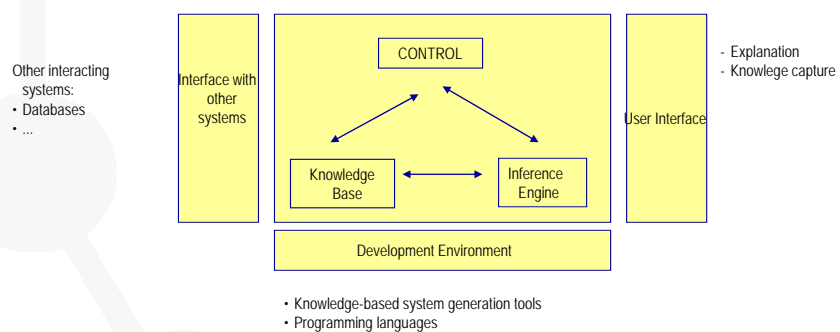 Other interacting
systems:
• Databases
• ...
Interface with
other
systems
CONTROL
Knowledge
Base
Inference
Engine
User Interface
- Explanation
- Knowlege capture
Development Environment
• Knowledge-based system generation tools
• Programming languages